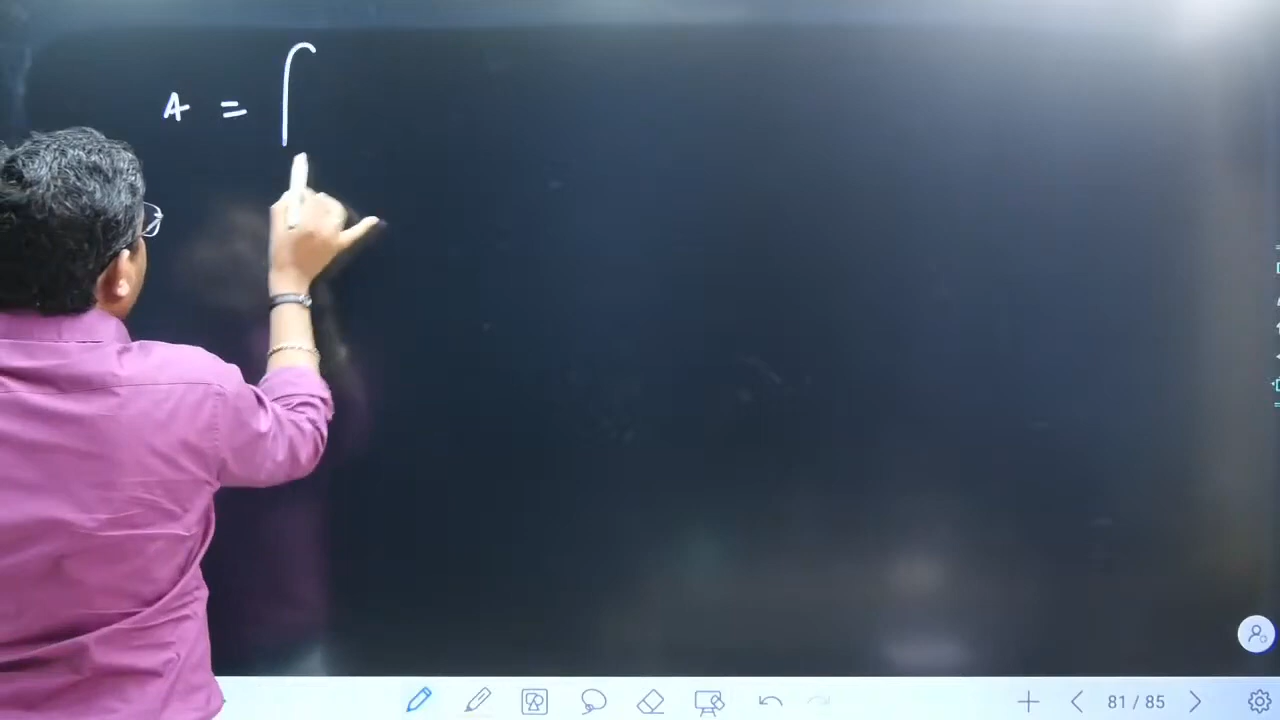 A = ∫
81 / 85